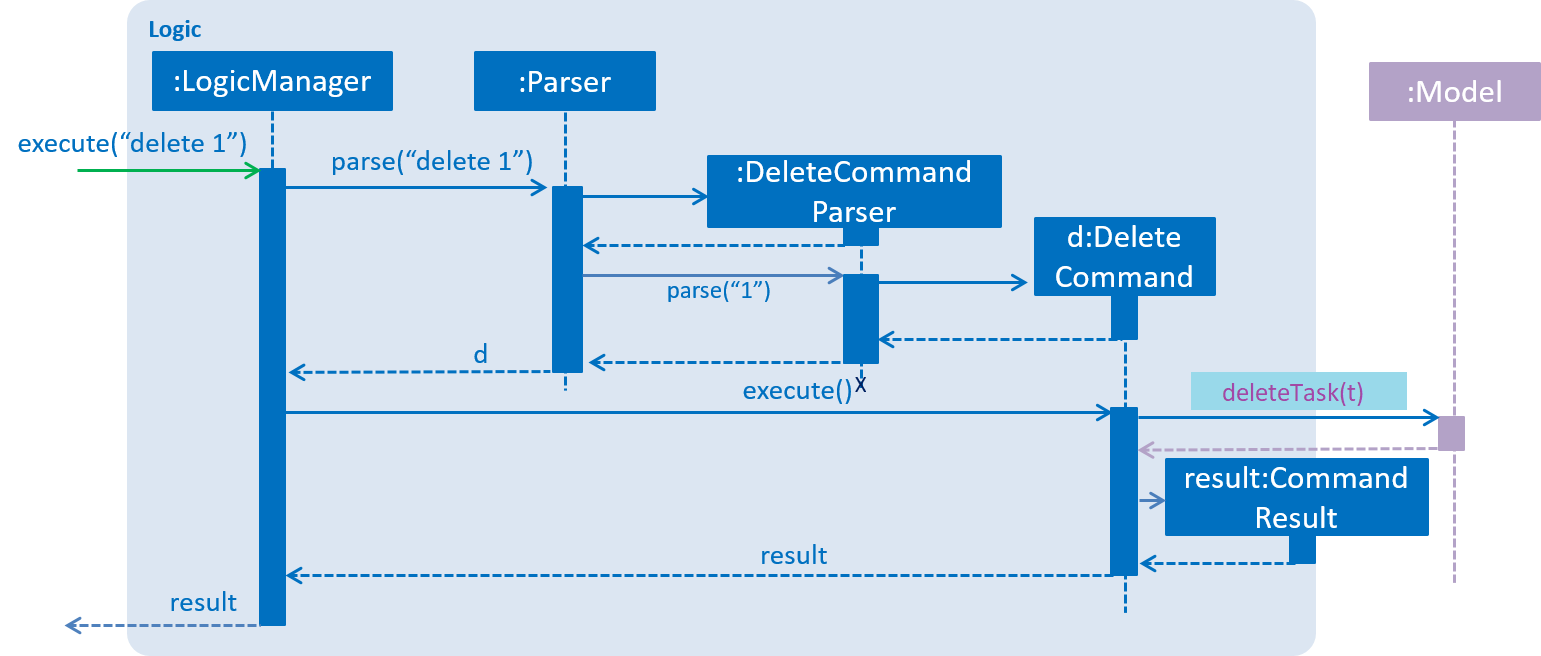 Logic
:LogicManager
:Parser
:Model
execute(“delete 1”)
parse(“delete 1”)
:DeleteCommand
Parser
d:Delete
Command
parse(“1”)
d
execute()
X
deleteTask(t)
result:Command
Result
result
result